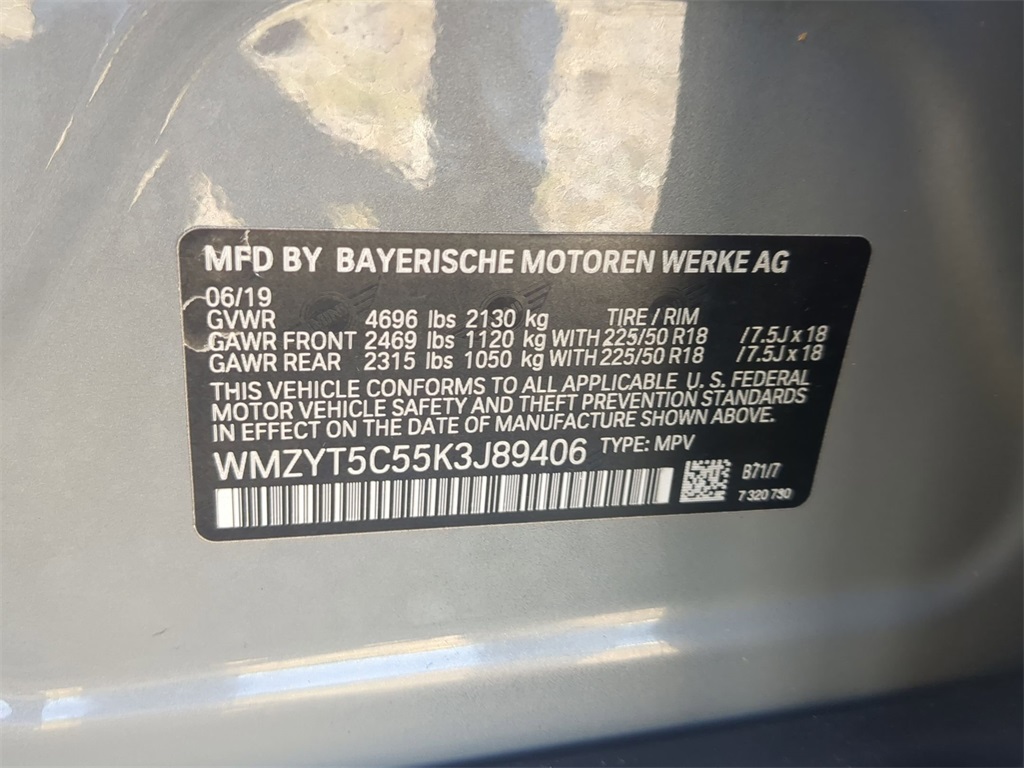 MFD BY BAYERISCHE MOTOREN WERKE AG
06/19
GVWR 4696 lbs 2130 kg TIRE/RIM
GAWR FRONT 2469 lbs 1120 kg WITH 225/50 R18 /7.5J x 18
GAWR REAR 2315 lbs 1050 kg WITH 225/50 R18 /7.5J x 18
THIS VEHICLE CONFORMS TO ALL APPLICABLE U. S. FEDERAL
MOTOR VEHICLE SAFETY AND THEFT PREVENTION STANDARDS
IN EFFECT ON THE DATE OF MANUFACTURE SHOWN ABOVE.
WMZYT5C55K3J89406 TYPE: MPV
B71/7
7 320 790